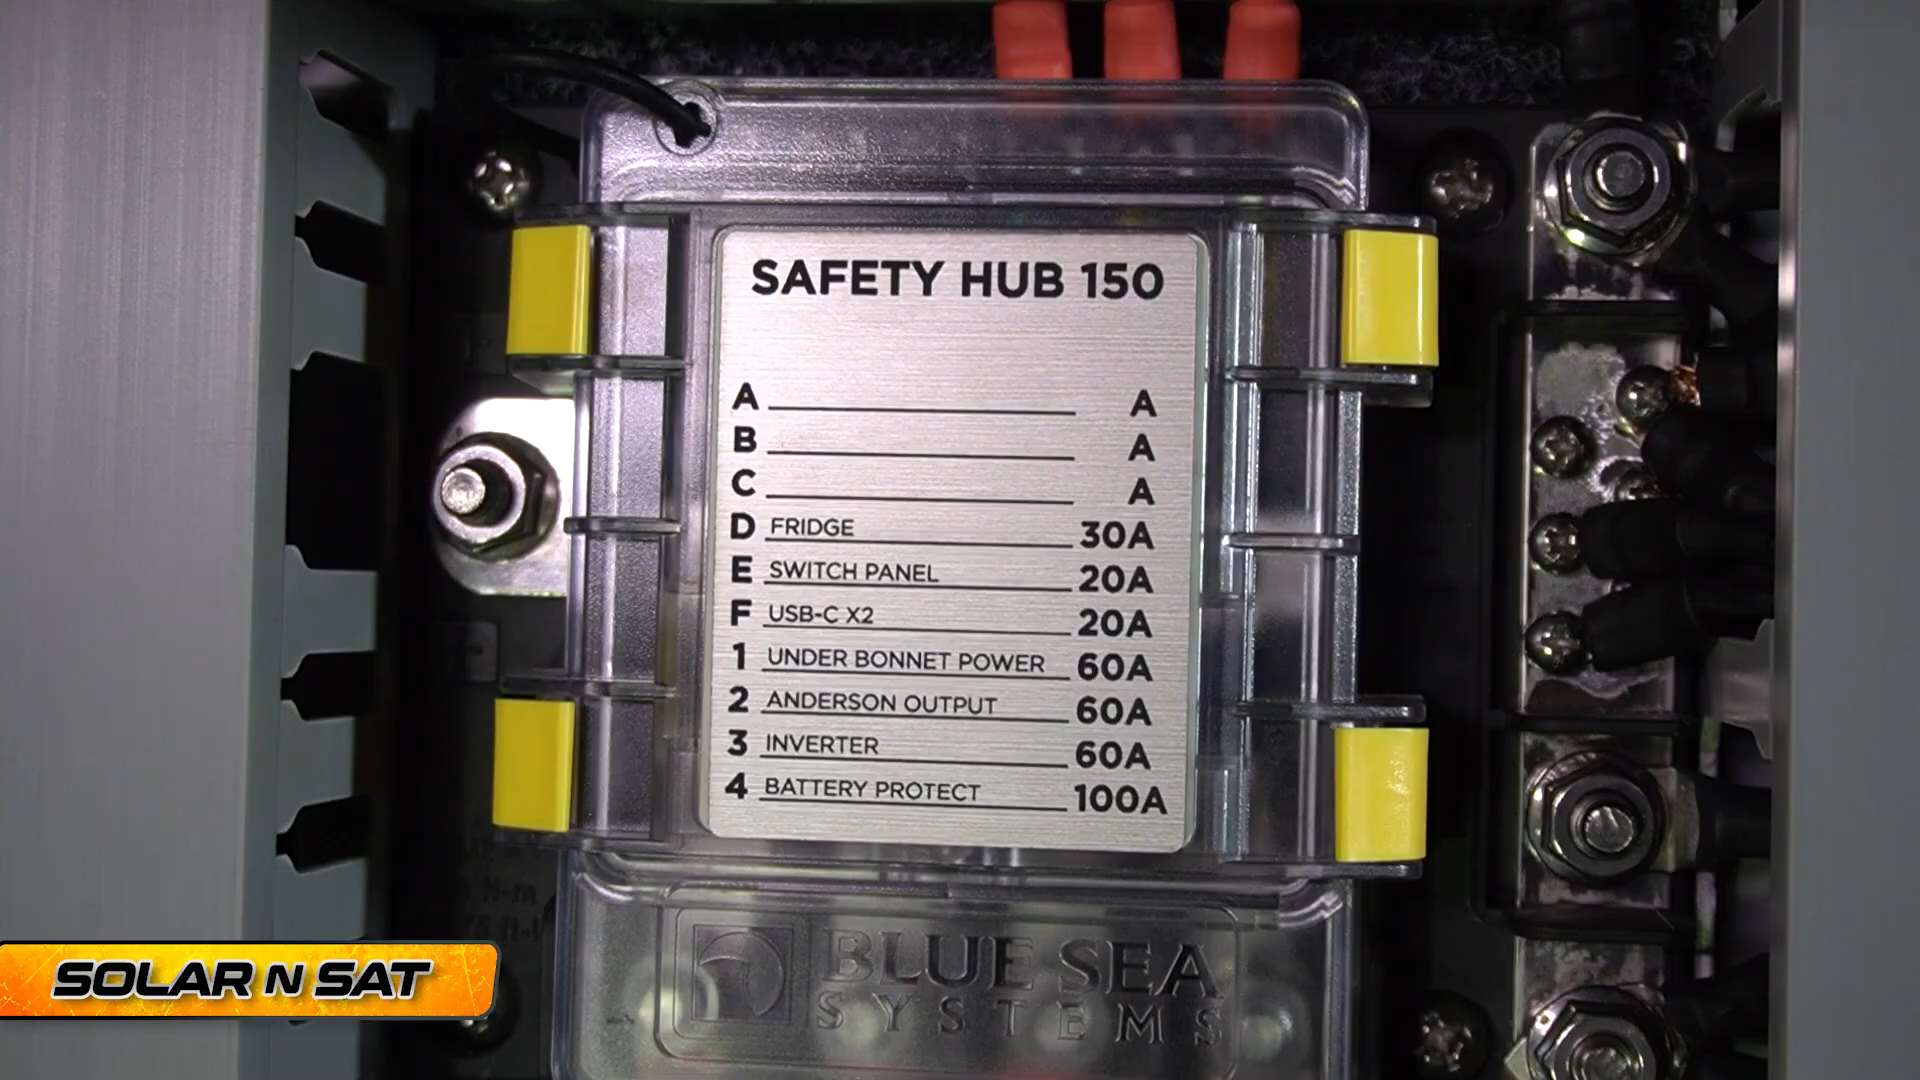 SAFETY HUB 150
A A
B A
C A
D FRIDGE 30A
E SWITCH PANEL 20A
F USB-C X2 20A
1 UNDER BONNET POWER 60A
2 ANDERSON OUTPUT 60A
3 INVERTER 60A
4 BATTERY PROTECT 100A
BLUE SEA
SYSTEMS
SOLAR N SAT